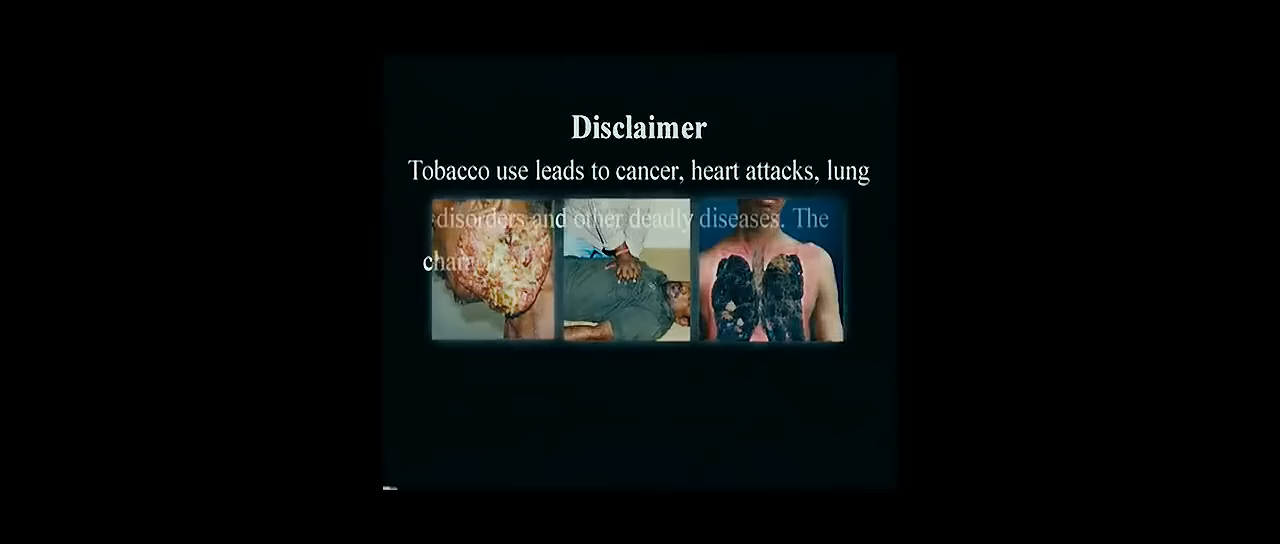 Disclaimer
Tobacco use leads to cancer, heart attacks, lung
disorders and other deadly diseases. The